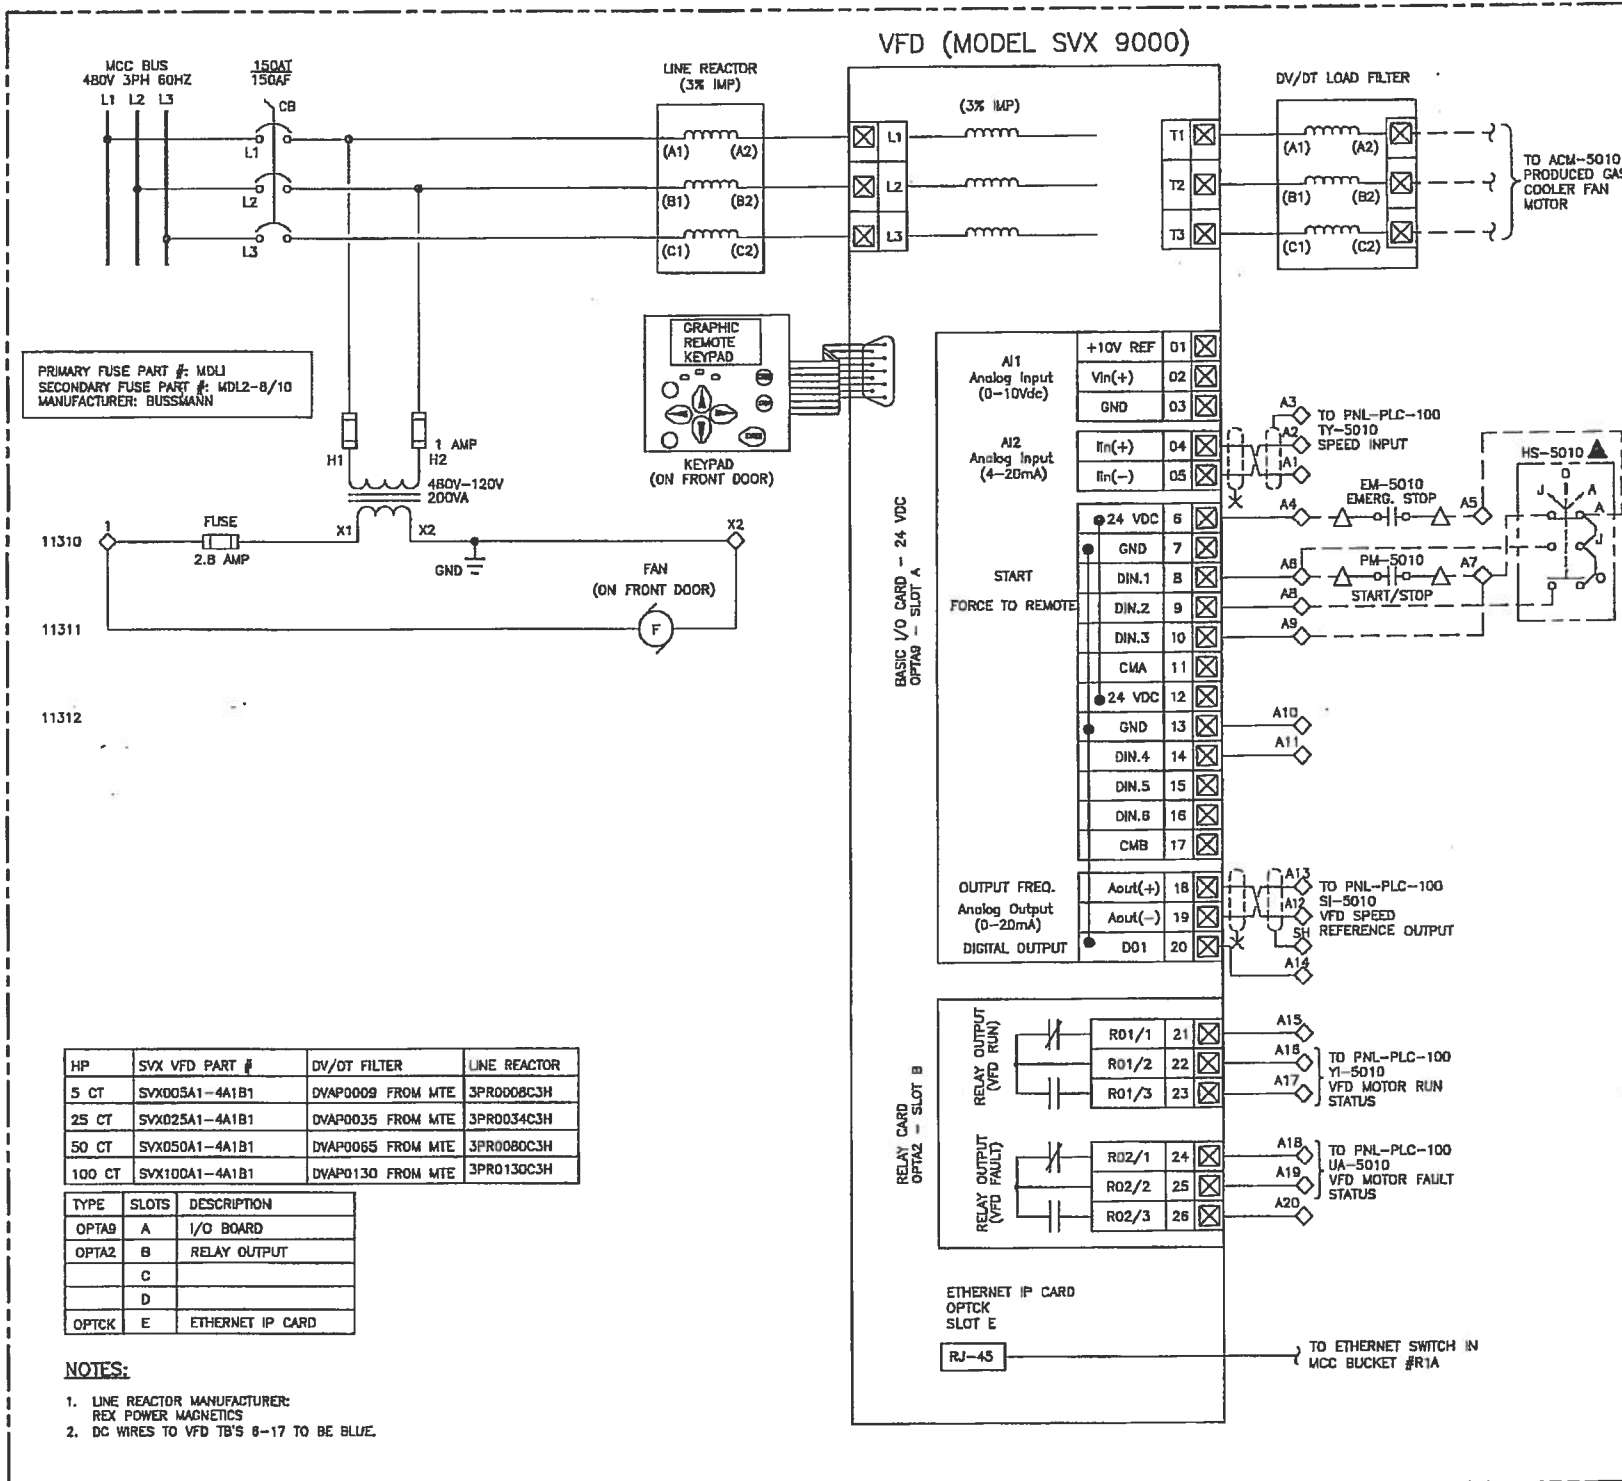 VFD (MODEL SVX 9000)
MCC BUS
480V 3PH 60HZ
L1 L2 L3
150AT
150AF
CB
L1
L2
L3
LINE REACTOR
(3% IMP)
(A1) (A2)
(B1) (B2)
(C1) (C2)
L1
L2
L3
(3% IMP)
T1
T2
T3
DV/DT LOAD FILTER
(A1) (A2)
(B1) (B2)
(C1) (C2)
TO ACM-5010
PRODUCED GAS
COOLER FAN
MOTOR
PRIMARY FUSE PART #: MDL1
SECONDARY FUSE PART #: MDL2-8/10
MANUFACTURER: BUSSMANN
GRAPHIC
REMOTE
KEYPAD
KEYPAD
(ON FRONT DOOR)
1 AMP
H1 H2
480V-120V
200VA
X1 X2
11310
1
FUSE
2.8 AMP
GND
X2
FAN
(ON FRONT DOOR)
11311
F
11312
BASIC I/O CARD - 24 VDC
OPTA9 - SLOT A
AI1
Analog Input
(0-10Vdc)
+10V REF 01
Vin(+) 02
GND 03
AI2
Analog Input
(4-20mA)
Iin(+) 04
Iin(-) 05
24 VDC 6
GND 7
START DIN.1 8
FORCE TO REMOTE DIN.2 9
DIN.3 10
CMA 11
24 VDC 12
GND 13
DIN.4 14
DIN.5 15
DIN.6 16
CMB 17
OUTPUT FREQ. Aout(+) 18
Analog Output
(0-20mA)
Aout(-) 19
DIGITAL OUTPUT D01 20
A3
A2
A1
TO PNL-PLC-100
TY-5010
SPEED INPUT
HS-5010
O
J A
A
J
O
A4
EM-5010
EMERG. STOP
A5
A6
PM-5010
START/STOP
A7
A8
A9
A10
A11
A13
A12
SH
A14
TO PNL-PLC-100
SI-5010
VFD SPEED
REFERENCE OUTPUT
RELAY CARD
OPTA2 - SLOT B
RELAY OUTPUT
(VFD RUN)
R01/1 21
R01/2 22
R01/3 23
A15
A16
A17
TO PNL-PLC-100
YI-5010
VFD MOTOR RUN
STATUS
RELAY OUTPUT
(VFD FAULT)
R02/1 24
R02/2 25
R02/3 26
A18
A19
A20
TO PNL-PLC-100
UA-5010
VFD MOTOR FAULT
STATUS
ETHERNET IP CARD
OPTCK
SLOT E
RJ-45
TO ETHERNET SWITCH IN
MCC BUCKET #R1A
HP SVX VFD PART # DV/DT FILTER LINE REACTOR
5 CT SVX005A1-4A1B1 DVAP0009 FROM MTE 3PR0008C3H
25 CT SVX025A1-4A1B1 DVAP0035 FROM MTE 3PR0034C3H
50 CT SVX050A1-4A1B1 DVAP0065 FROM MTE 3PR0080C3H
100 CT SVX100A1-4A1B1 DVAP0130 FROM MTE 3PR0130C3H
TYPE SLOTS DESCRIPTION
OPTA9 A I/O BOARD
OPTA2 B RELAY OUTPUT
C
D
OPTCK E ETHERNET IP CARD
NOTES:
1. LINE REACTOR MANUFACTURER:
REX POWER MAGNETICS
2. DC WIRES TO VFD TB'S 6-17 TO BE BLUE.